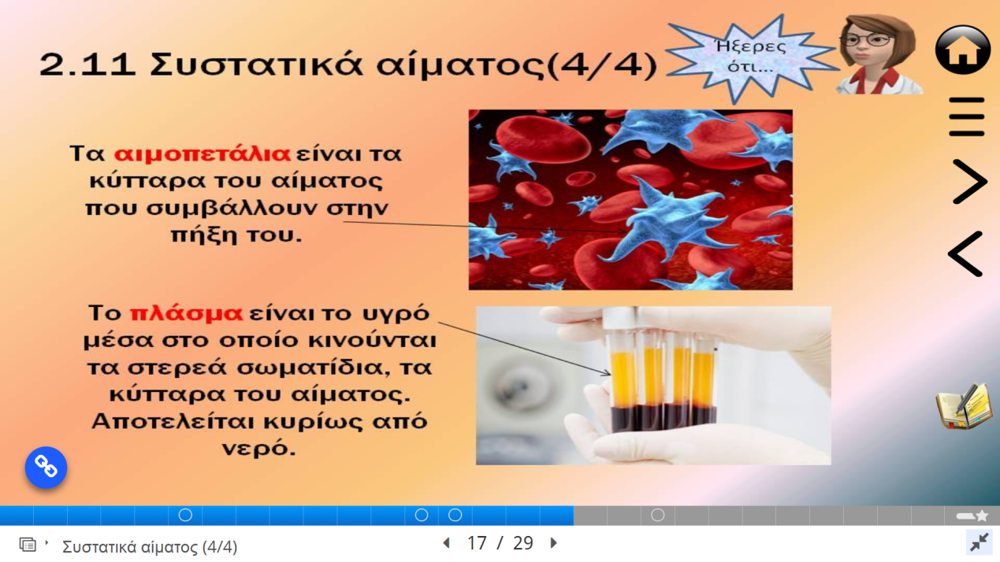 2.11 Συστατικά αίματος(4/4)
Ήξερες
ότι...
Τα αιμοπετάλια είναι τα
κύτταρα του αίματος
που συμβάλλουν στην
πήξη του.
Το πλάσμα είναι το υγρό
μέσα στο οποίο κινούνται
τα στερεά σωματίδια, τα
κύτταρα του αίματος.
Αποτελείται κυρίως από
νερό.
Συστατικά αίματος (4/4)
17 / 29